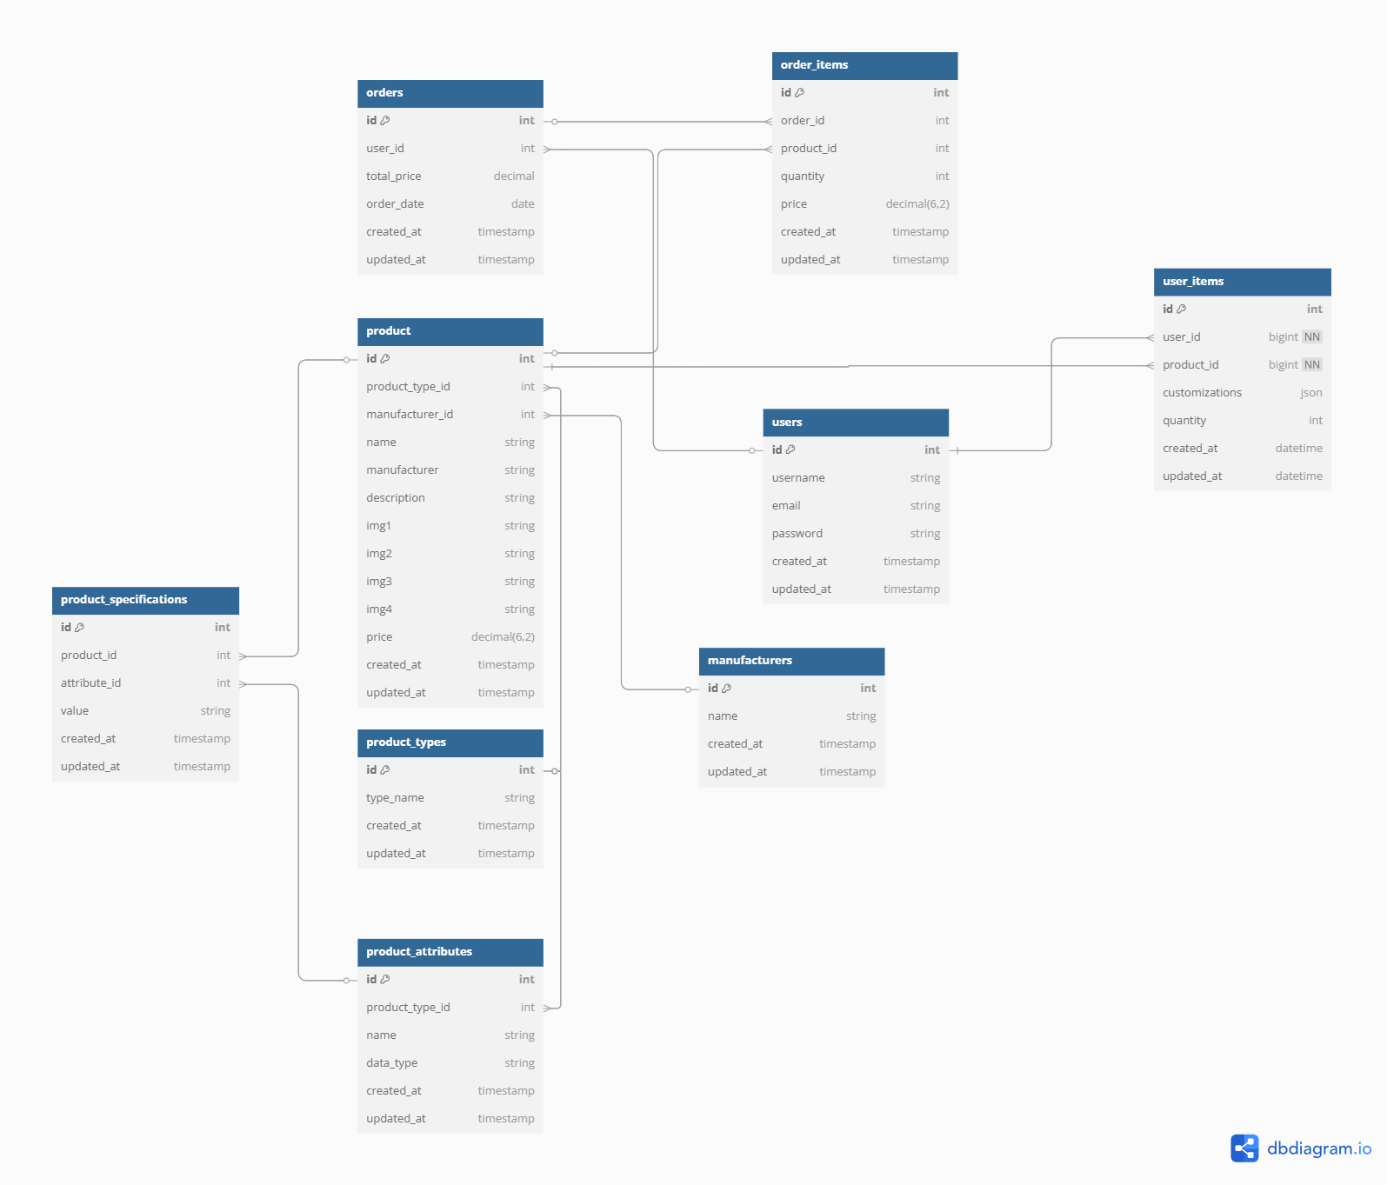 orders
id int
user_id int
total_price decimal
order_date date
created_at timestamp
updated_at timestamp
order_items
id int
order_id int
product_id int
quantity int
price decimal(6,2)
created_at timestamp
updated_at timestamp
user_items
id int
user_id bigint NN
product_id bigint NN
customizations json
quantity int
created_at datetime
updated_at datetime
product
id int
product_type_id int
manufacturer_id int
name string
manufacturer string
description string
img1 string
img2 string
img3 string
img4 string
price decimal(6,2)
created_at timestamp
updated_at timestamp
users
id int
username string
email string
password string
created_at timestamp
updated_at timestamp
product_specifications
id int
product_id int
attribute_id int
value string
created_at timestamp
updated_at timestamp
manufacturers
id int
name string
created_at timestamp
updated_at timestamp
product_types
id int
type_name string
created_at timestamp
updated_at timestamp
product_attributes
id int
product_type_id int
name string
data_type string
created_at timestamp
updated_at timestamp
dbdiagram.io